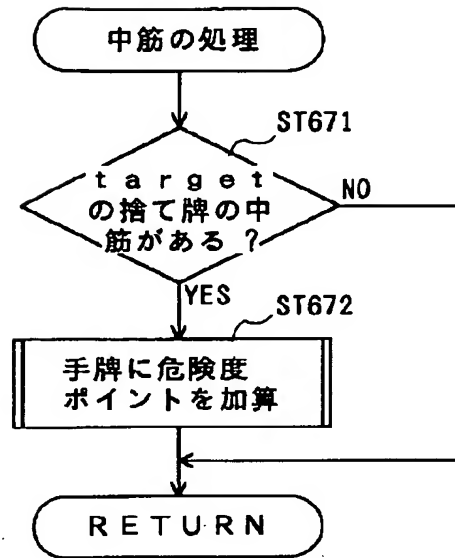 中筋の処理
ST671
target
の捨て牌の中
筋がある?
NO
YES
ST672
手牌に危険度
ポイントを加算
RETURN